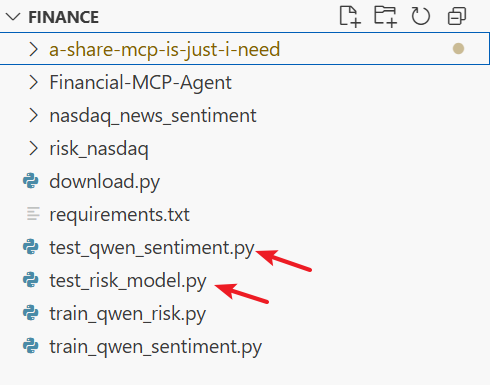 FINANCE
a-share-mcp-is-just-i-need
Financial-MCP-Agent
nasdaq_news_sentiment
risk_nasdaq
download.py
requirements.txt
test_qwen_sentiment.py
test_risk_model.py
train_qwen_risk.py
train_qwen_sentiment.py